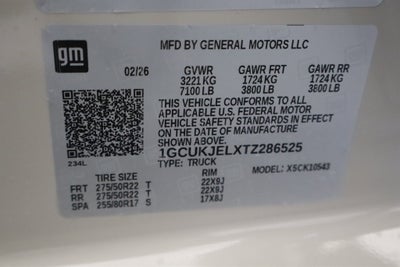 gm
MFD BY GENERAL MOTORS LLC
02/26 GVWR GAWR FRT GAWR RR
3221 KG 1724 KG 1724 KG
7100 LB 3800 LB 3800 LB
THIS VEHICLE CONFORMS TO ALL
APPLICABLE U.S. FEDERAL MOTOR
VEHICLE SAFETY STANDARDS IN EFFECT
ON THE DATE OF MANUFACTURE
SHOWN ABOVE.
1GCUKJELXTZ286525
234L TYPE: TRUCK
MODEL: X5CK10543
TIRE SIZE RIM
FRT 275/50R22 T 22X9J
RR 275/50R22 T 22X9J
SPA 255/80R17 S 17X8J